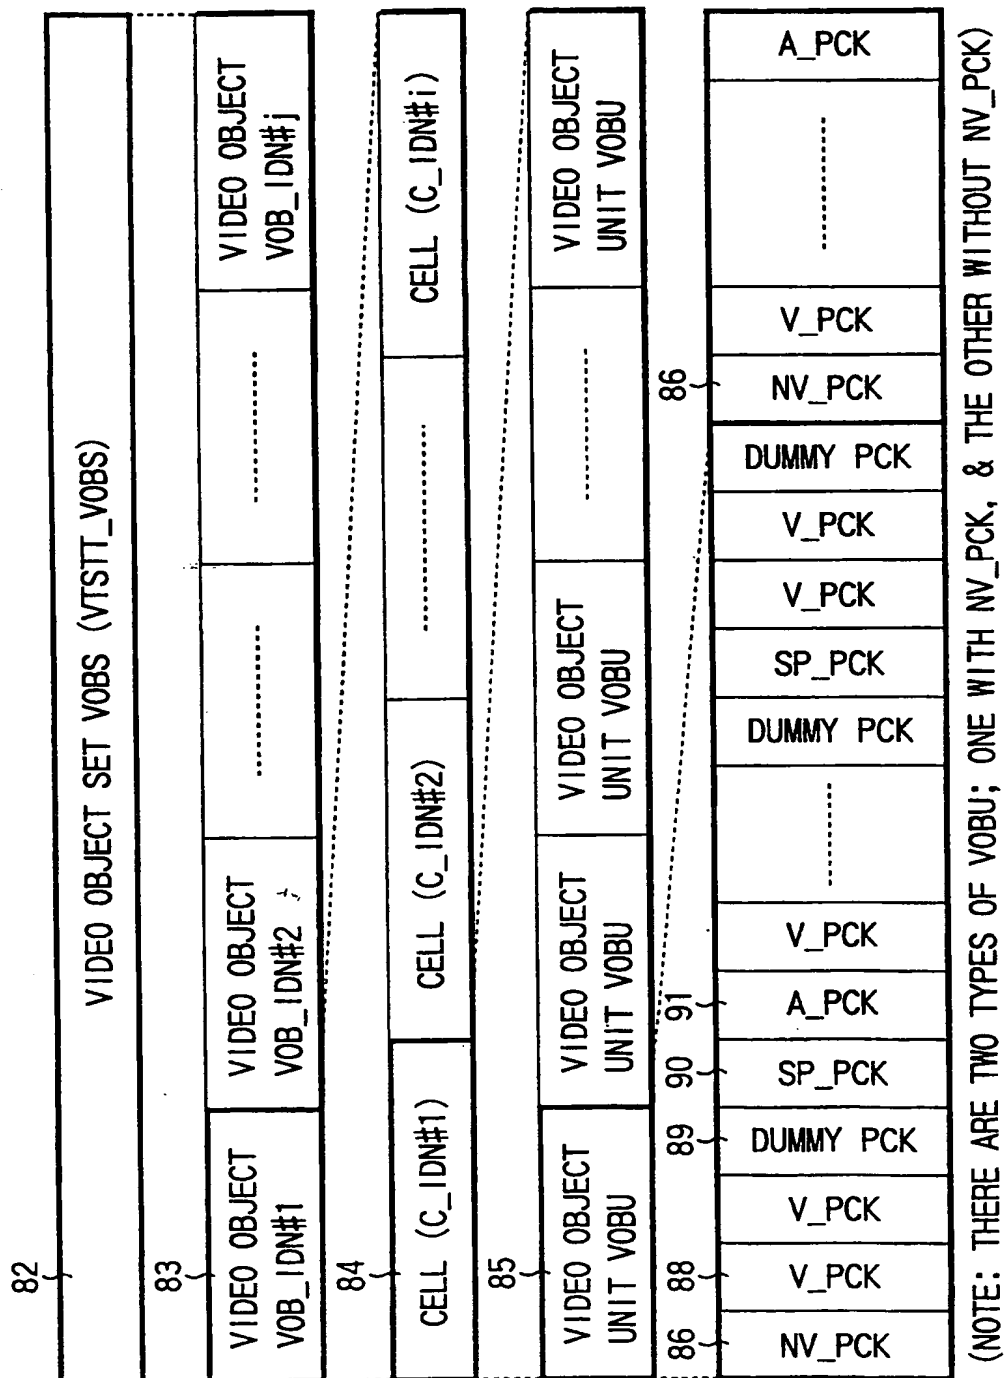 82
VIDEO OBJECT SET VOBS (VTSTT_VOBS)
83
VIDEO OBJECT
VOB_IDN#1
VIDEO OBJECT
VOB_IDN#2
VIDEO OBJECT
VOB_IDN#j
84
CELL (C_IDN#1)
CELL (C_IDN#2)
CELL (C_IDN#i)
85
VIDEO OBJECT
UNIT VOBU
VIDEO OBJECT
UNIT VOBU
VIDEO OBJECT
UNIT VOBU
VIDEO OBJECT
UNIT VOBU
86
88
89
90
91
86
NV_PCK
V_PCK
V_PCK
DUMMY PCK
SP_PCK
A_PCK
V_PCK
DUMMY PCK
SP_PCK
V_PCK
V_PCK
DUMMY PCK
NV_PCK
V_PCK
A_PCK
(NOTE: THERE ARE TWO TYPES OF VOBU; ONE WITH NV_PCK, & THE OTHER WITHOUT NV_PCK)